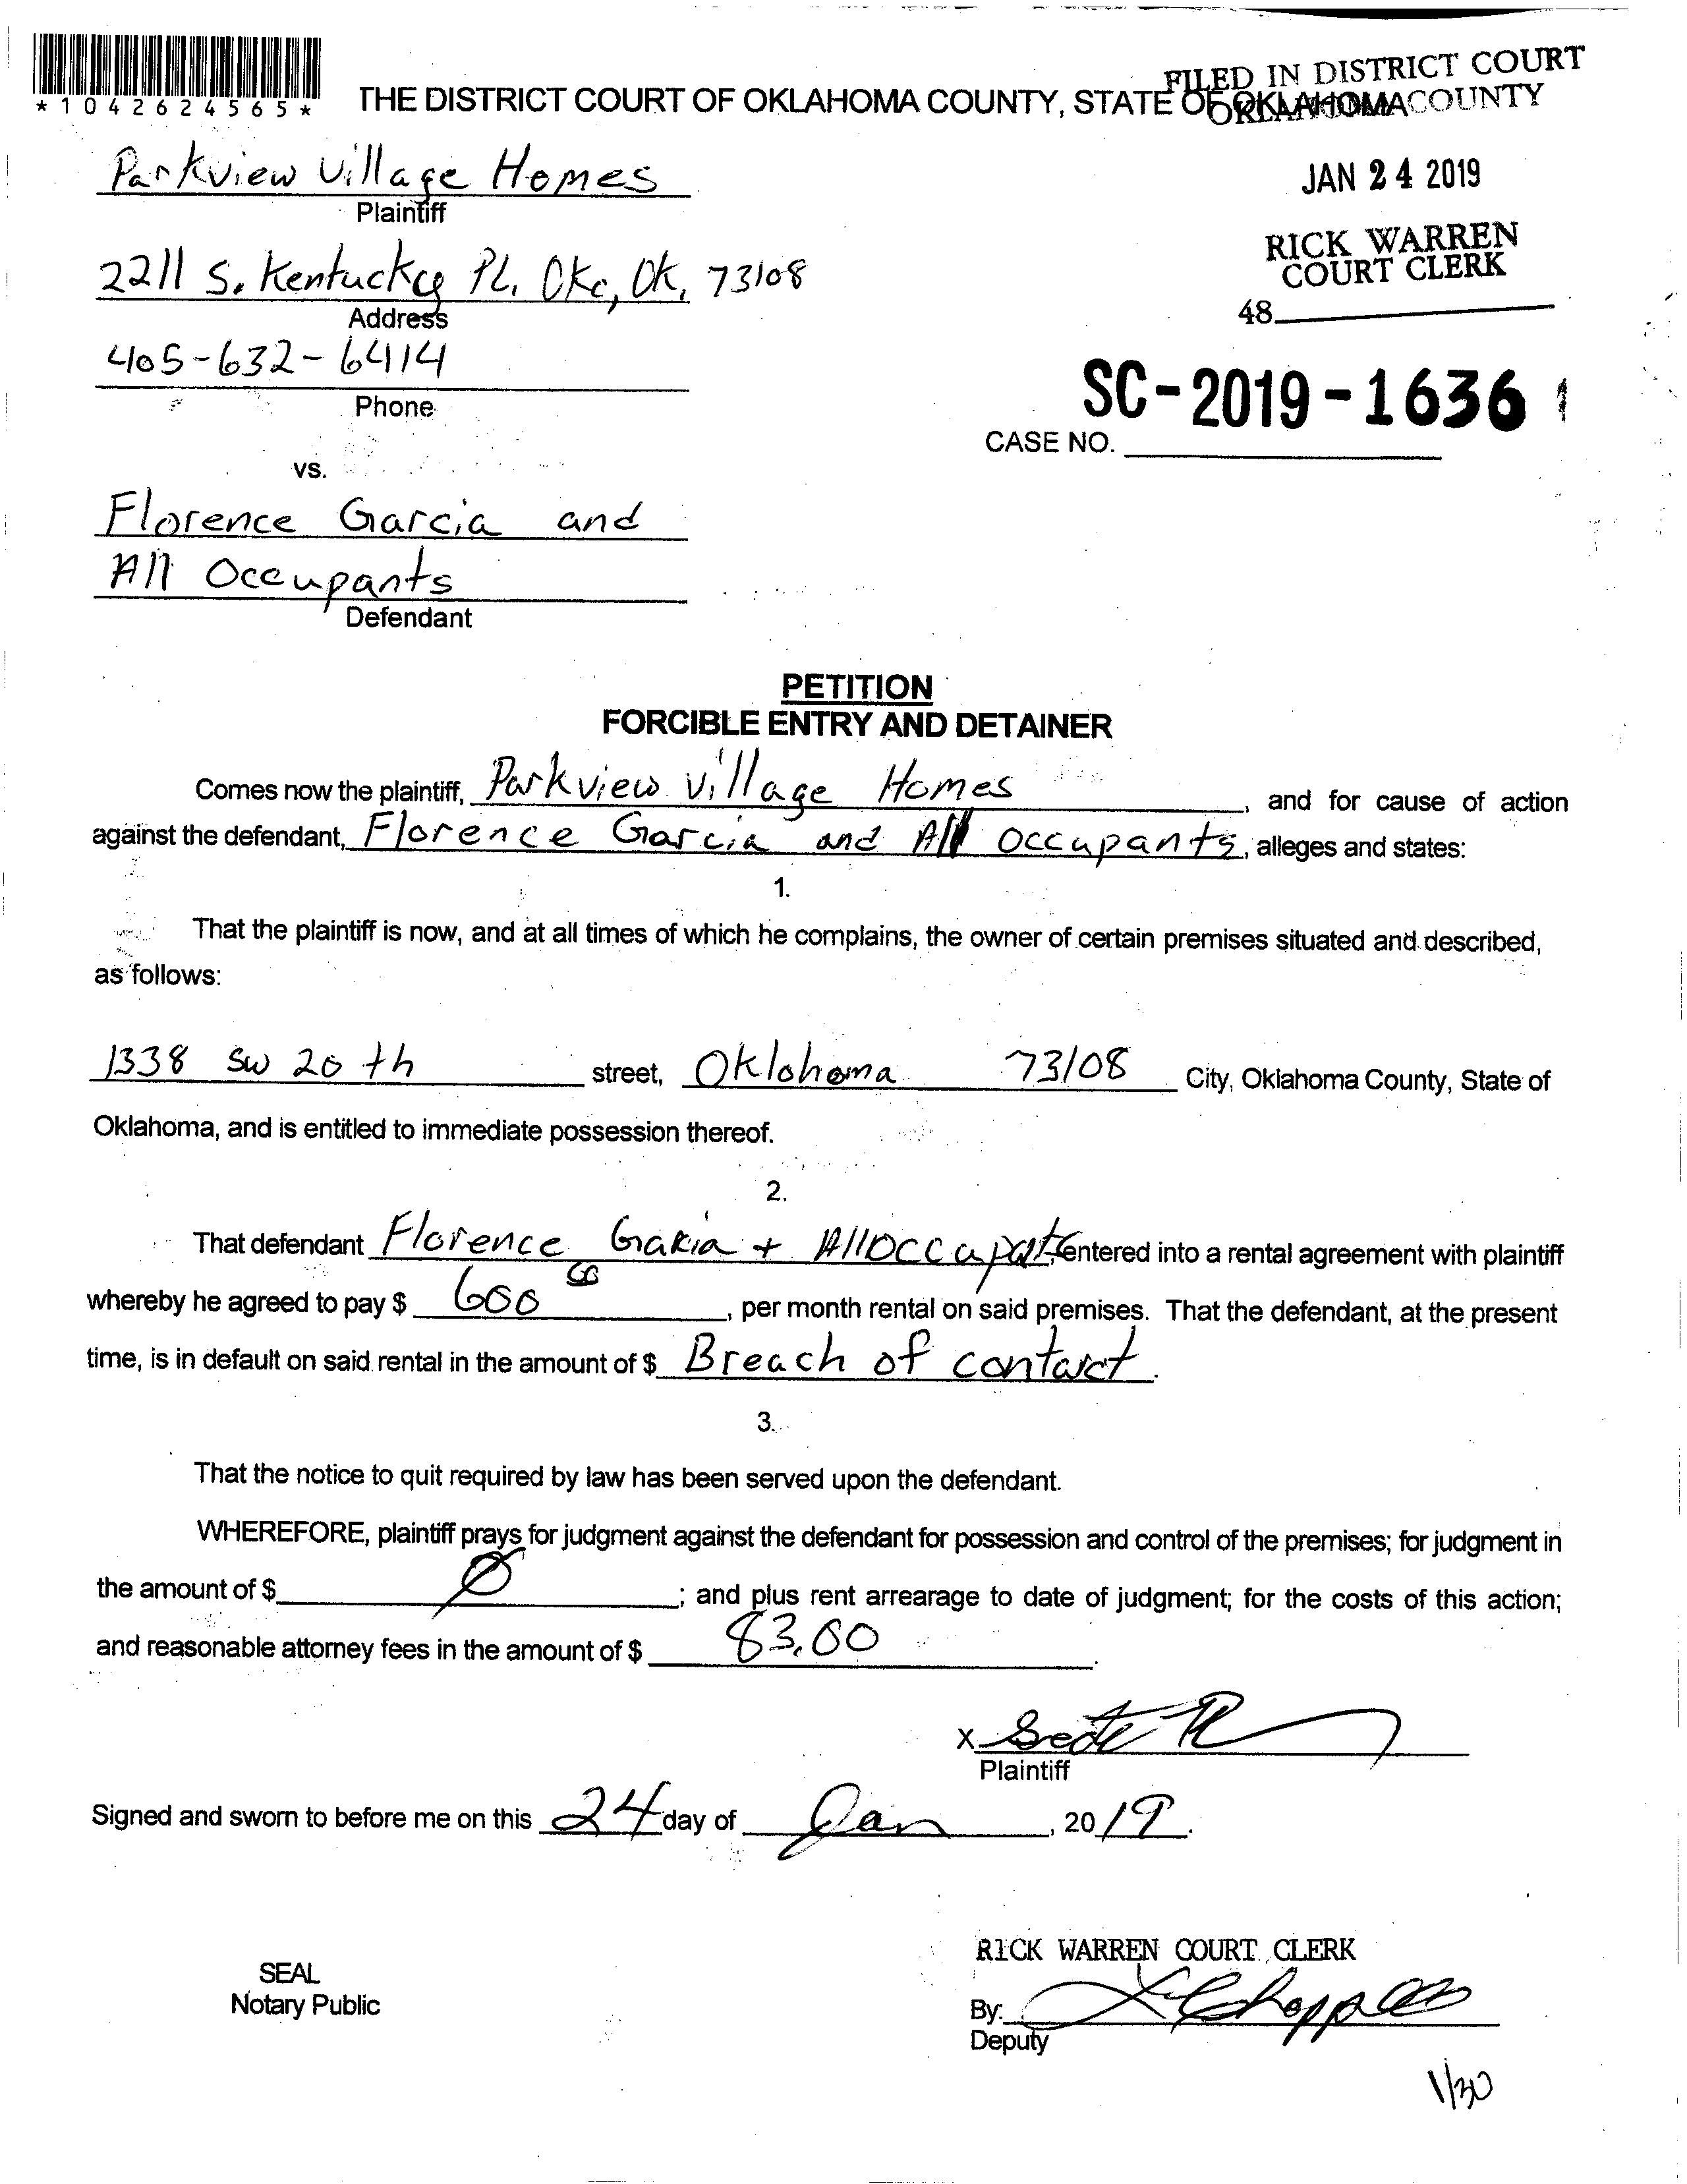 *1042624565*
THE DISTRICT COURT OF OKLAHOMA COUNTY, STATE OF OKLAHOMA
FILED IN DISTRICT COURT
OKLAHOMA COUNTY
JAN 24 2019
RICK WARREN
COURT CLERK
48
Parkview Village Homes
Plaintiff
2211 S. Kentucky Pl. Okc, Ok, 73108
Address
405-632-6414
Phone
SC-2019-1636
CASE NO.
vs.
Florence Garcia and
All Occupants
Defendant
PETITION
FORCIBLE ENTRY AND DETAINER
Comes now the plaintiff, Parkview Village Homes, and for cause of action
against the defendant, Florence Garcia and All Occupants, alleges and states:
1.
That the plaintiff is now, and at all times of which he complains, the owner of certain premises situated and described,
as follows:
1338 SW 20th street, Oklahoma 73108 City, Oklahoma County, State of
Oklahoma, and is entitled to immediate possession thereof.
2.
That defendant Florence Garcia + All Occupants, entered into a rental agreement with plaintiff
whereby he agreed to pay $ 600 00, per month rental on said premises. That the defendant, at the present
time, is in default on said rental in the amount of $ Breach of contarct.
3.
That the notice to quit required by law has been served upon the defendant.
WHEREFORE, plaintiff prays for judgment against the defendant for possession and control of the premises; for judgment in
the amount of $ Ø; and plus rent arrearage to date of judgment; for the costs of this action;
and reasonable attorney fees in the amount of $ 83.00.
X
Plaintiff
Signed and sworn to before me on this 24 day of Jan, 2019.
RICK WARREN COURT CLERK
SEAL
Notary Public
By:
Deputy
1/30